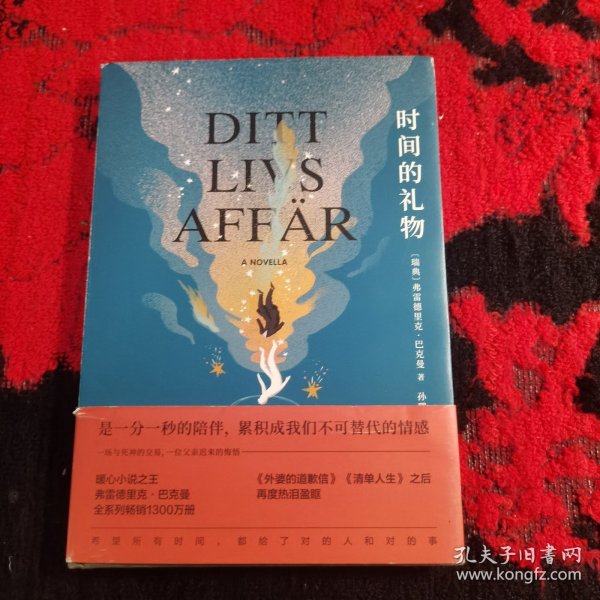 DITT
LIVS
AFFÄR
A NOVELLA
时间的礼物
〔瑞典〕弗雷德里克·巴克曼 著
是一分一秒的陪伴，累积成我们不可替代的情感
一场与死神的交易，一位父亲迟来的悔悟
暖心小说之王
弗雷德里克·巴克曼
全系列畅销1300万册
《外婆的道歉信》《清单人生》之后
再度热泪盈眶
希望所有时间，都给了对的人和对的事
孔夫子旧书网
www.kongfz.com